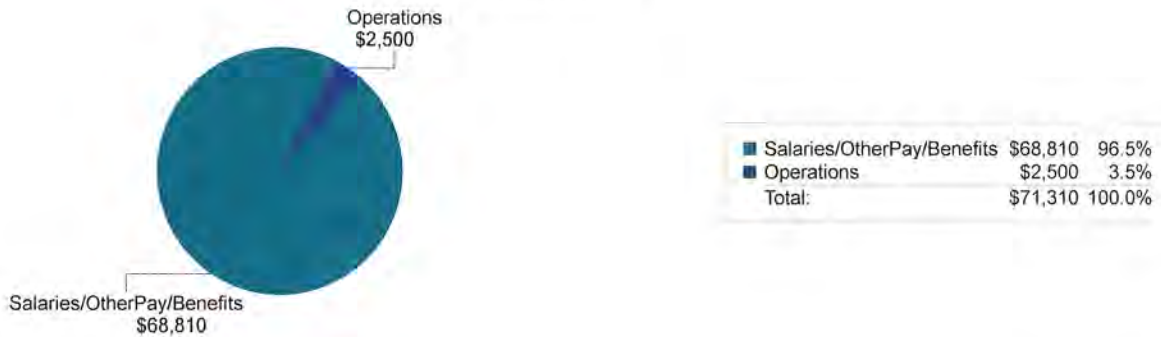 Operations
$2,500
Salaries/OtherPay/Benefits
$68,810
Salaries/OtherPay/Benefits $68,810 96.5%
Operations $2,500 3.5%
Total: $71,310 100.0%